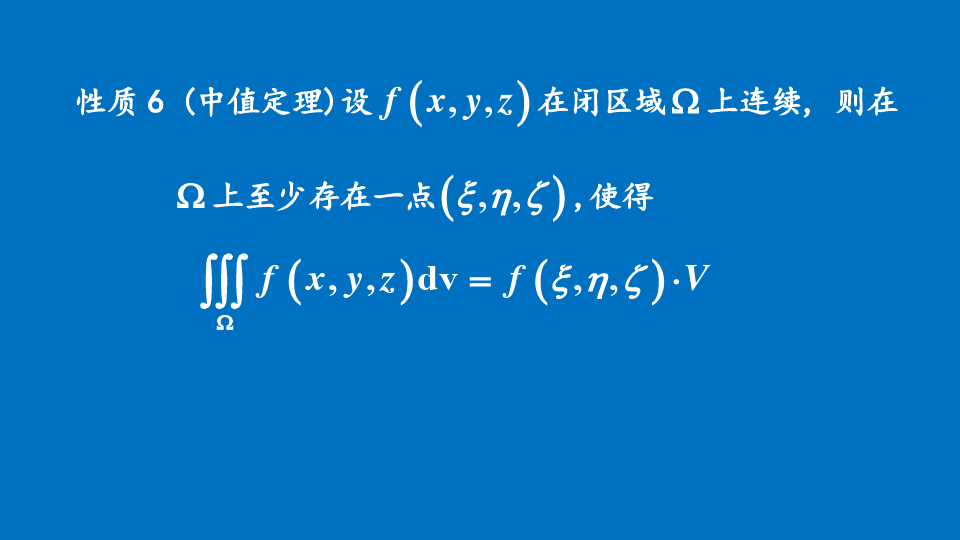 性质 6 (中值定理)设 f(x,y,z) 在闭区域 Ω 上连续，则在
Ω 上至少存在一点(ξ,η,ζ),使得
∭_Ω f(x,y,z)dv = f(ξ,η,ζ)·V